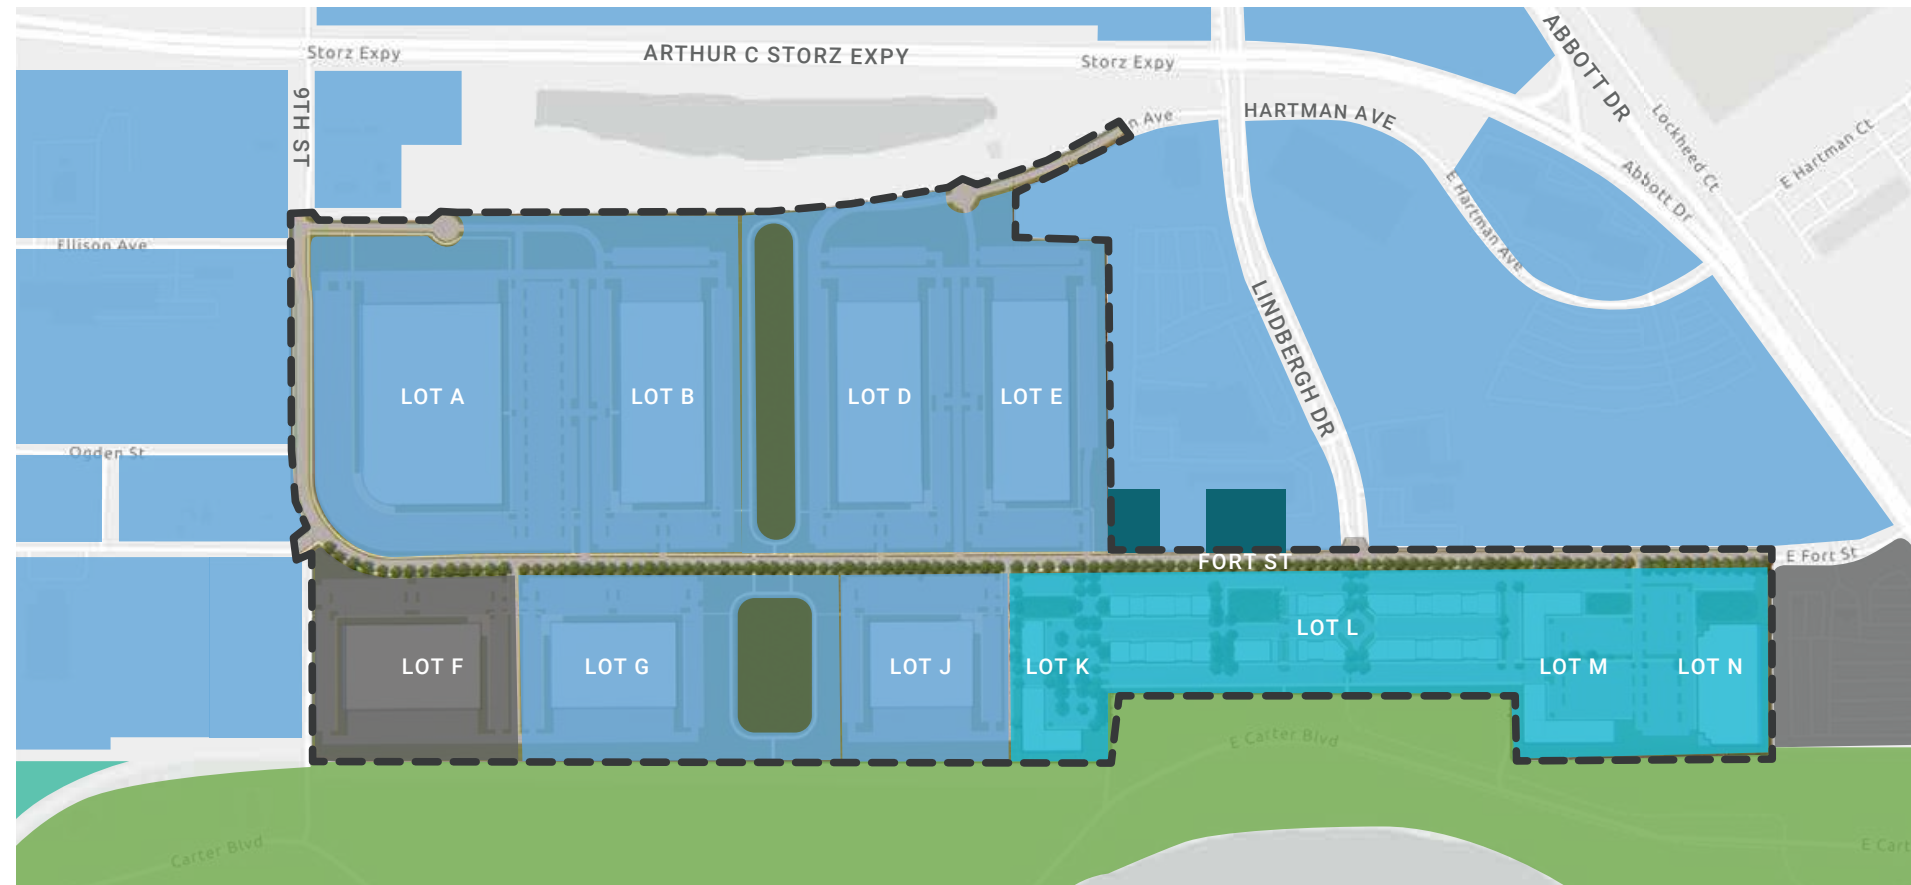 Storz Expy
ARTHUR C STORZ EXPY
Storz Expy
ABBOTT DR
9TH ST
n Ave
HARTMAN AVE
Lockheed Ct
E Hartman Ct
Abbott Dr
E Hartman Ave
Ellison Ave
LINDBERGH DR
LOT A
LOT B
LOT D
LOT E
Ogden St
FORT ST
E Fort St
LOT F
LOT G
LOT J
LOT K
LOT L
LOT M
LOT N
E Carter Blvd
Carter Blvd
E Cart